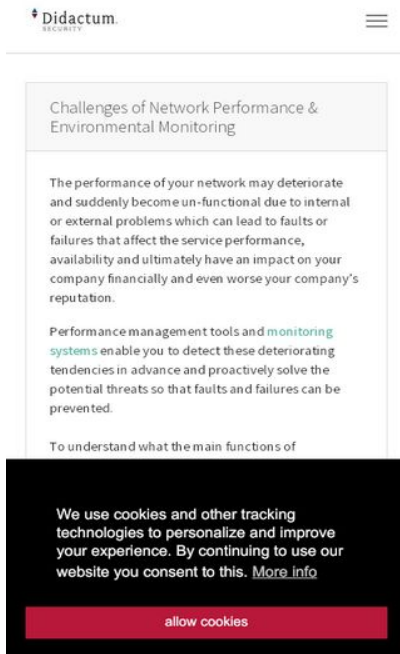 Didactum
SECURITY
Challenges of Network Performance &
Environmental Monitoring
The performance of your network may deteriorate
and suddenly become un-functional due to internal
or external problems which can lead to faults or
failures that affect the service performance,
availability and ultimately have an impact on your
company financially and even worse your company's
reputation.
Performance management tools and monitoring
systems enable you to detect these deteriorating
tendencies in advance and proactively solve the
potential threats so that faults and failures can be
prevented.
To understand what the main functions of
We use cookies and other tracking
technologies to personalize and improve
your experience. By continuing to use our
website you consent to this. More info
allow cookies